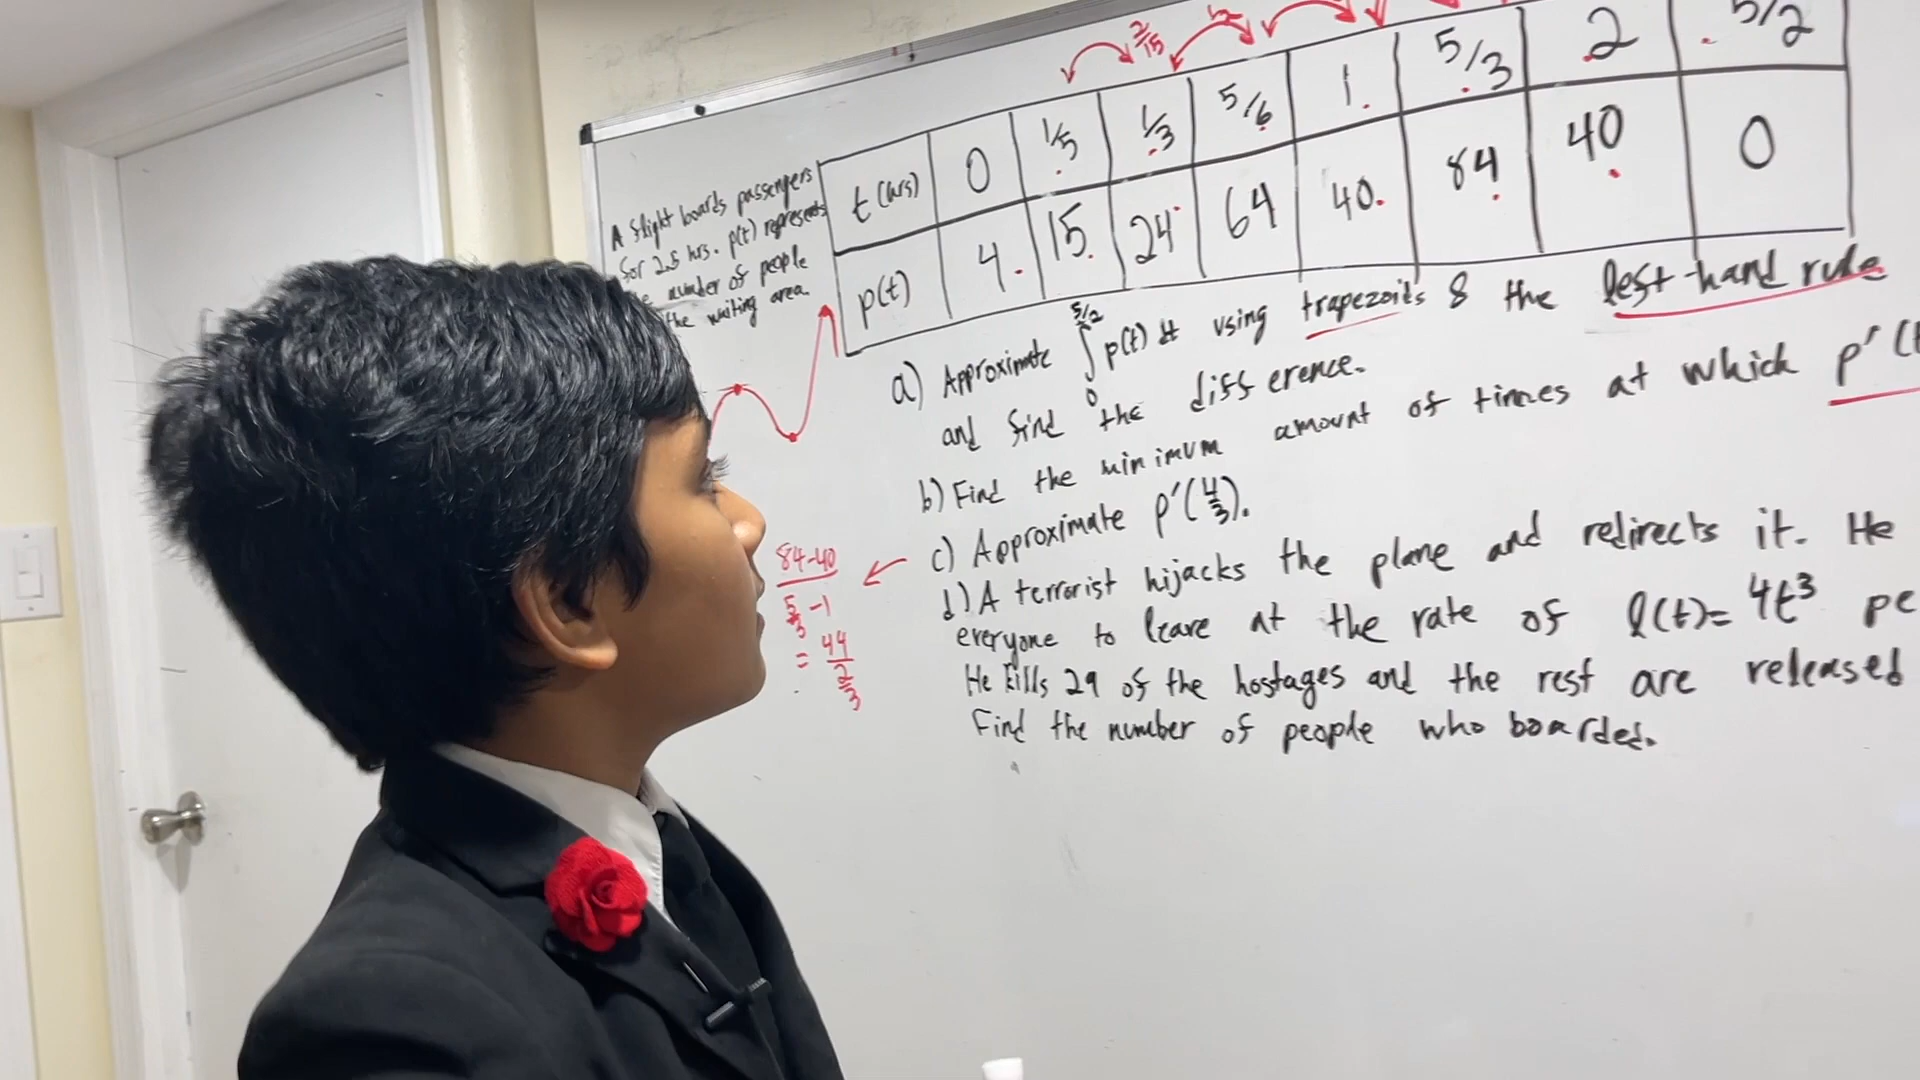 A flight boards passengers
for 2.5 hrs. p(t) represents
number of people
the waiting area.
2/15
t (hrs) 0 1/5 1/3 5/6 1 5/3 2 5/2
p(t) 4 15 24 64 40 84 40 0
a) Approximate ∫₀^{5/2} p(t) dt using trapezoids & the left-hand rule
and find the difference.
b) Find the minimum amount of times at which p'(t
c) Approximate p'(4/3).
84-40
5/3 - 1
= 44
2/3
d) A terrorist hijacks the plane and redirects it. He
everyone to leave at the rate of l(t)= 4t³ pe
He kills 29 of the hostages and the rest are released
Find the number of people who boarded.